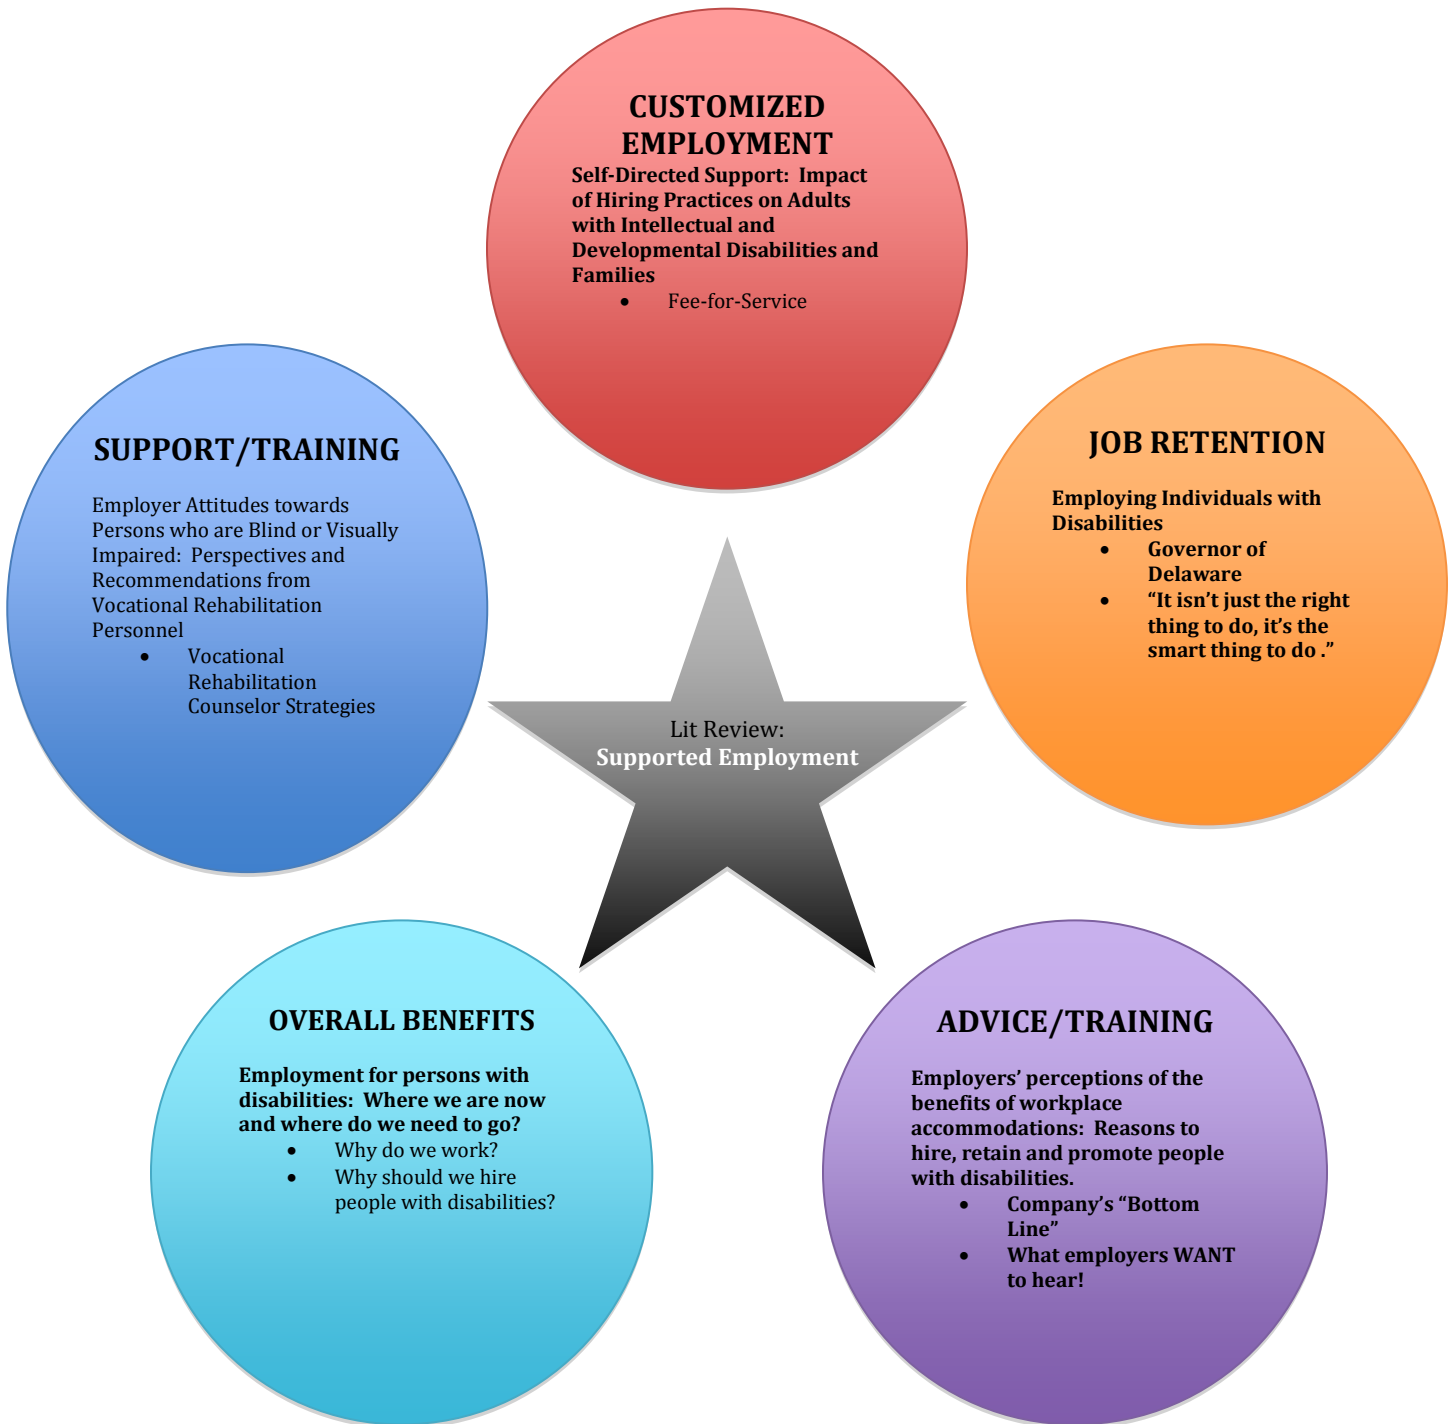 CUSTOMIZED
EMPLOYMENT
Self-Directed Support:  Impact
of Hiring Practices on Adults
with Intellectual and
Developmental Disabilities and
Families
• Fee-for-Service
SUPPORT/TRAINING
Employer Attitudes towards
Persons who are Blind or Visually
Impaired:  Perspectives and
Recommendations from
Vocational Rehabilitation
Personnel
• Vocational
Rehabilitation
Counselor Strategies
JOB RETENTION
Employing Individuals with
Disabilities
• Governor of
Delaware
• “It isn’t just the right
thing to do, it’s the
smart thing to do .”
Lit Review:
Supported Employment
OVERALL BENEFITS
Employment for persons with
disabilities:  Where we are now
and where do we need to go?
• Why do we work?
• Why should we hire
people with disabilities?
ADVICE/TRAINING
Employers’ perceptions of the
benefits of workplace
accommodations:  Reasons to
hire, retain and promote people
with disabilities.
• Company’s “Bottom
Line”
• What employers WANT
to hear!